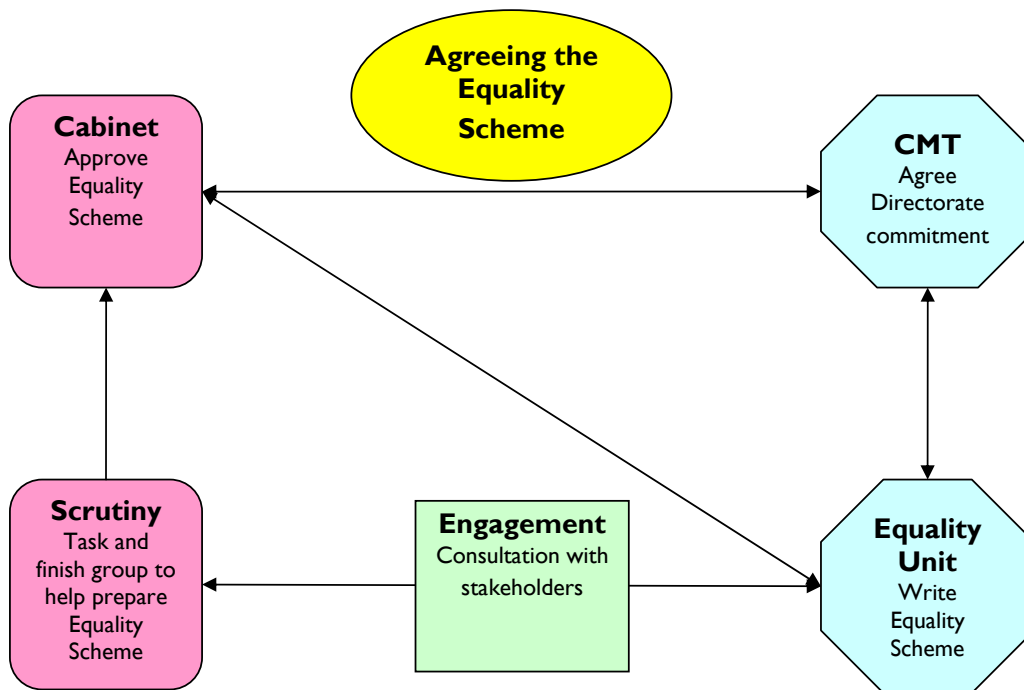 Agreeing the
Equality
Scheme
Cabinet
Approve
Equality
Scheme
CMT
Agree
Directorate
commitment
Scrutiny
Task and
finish group to
help prepare
Equality
Scheme
Engagement
Consultation with
stakeholders
Equality
Unit
Write
Equality
Scheme